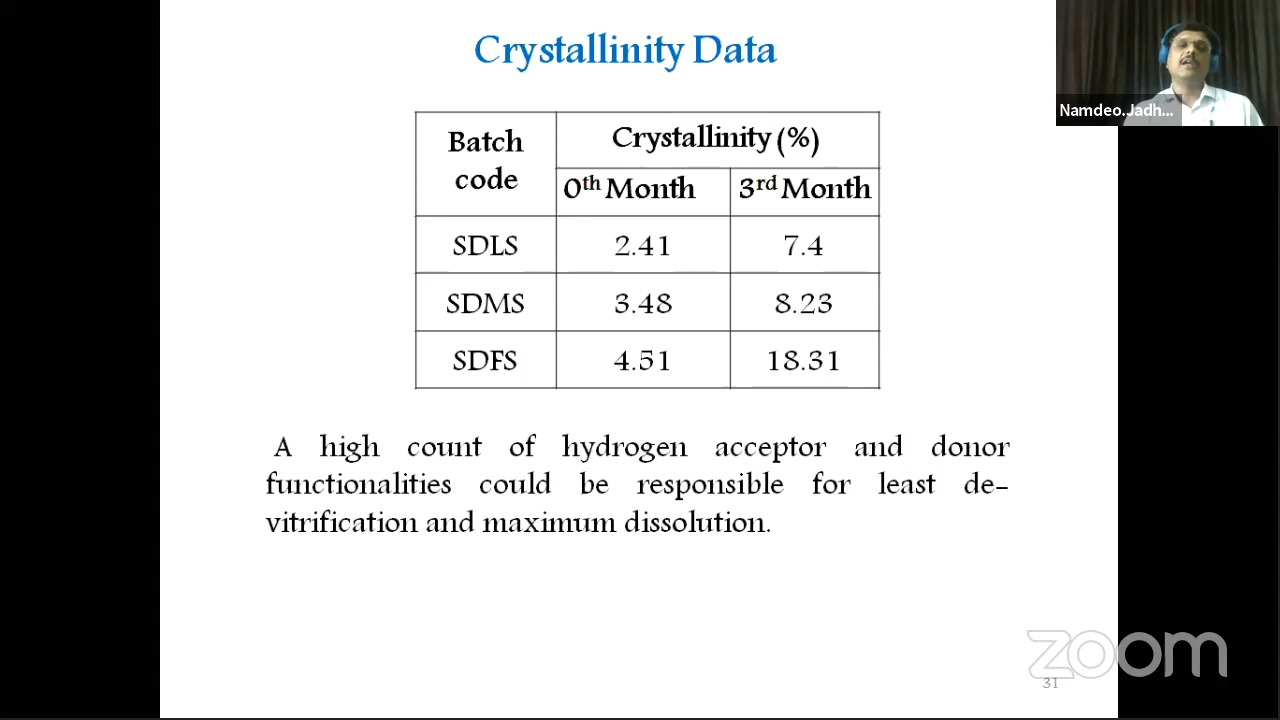 Crystallinity Data
Namdeo.Jadh...
Batch code
Crystallinity (%)
0th Month
3rd Month
SDLS 2.41 7.4
SDMS 3.48 8.23
SDFS 4.51 18.31
A high count of hydrogen acceptor and donor
functionalities could be responsible for least de-
vitrification and maximum dissolution.
zoom
31